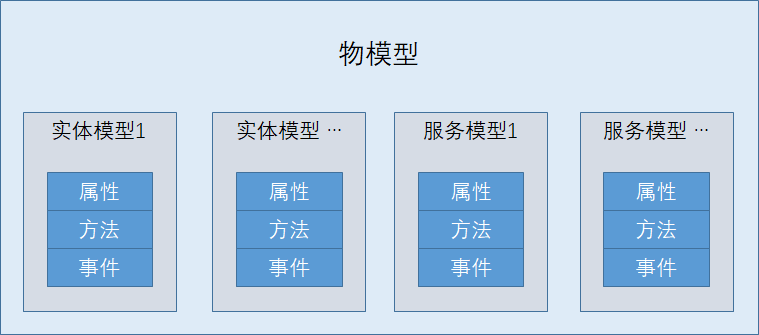 物模型
实体模型1
属性
方法
事件
实体模型 ...
属性
方法
事件
服务模型1
属性
方法
事件
服务模型 ...
属性
方法
事件